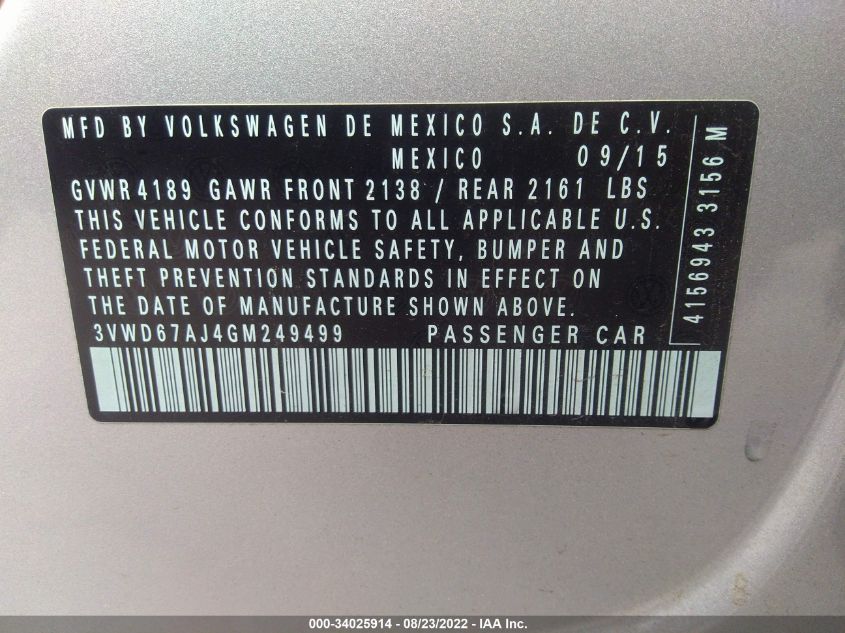 MFD BY VOLKSWAGEN DE MEXICO S.A. DE C.V.
MEXICO 09/15
GVWR 4189 GAWR FRONT 2138 / REAR 2161 LBS
THIS VEHICLE CONFORMS TO ALL APPLICABLE U.S.
FEDERAL MOTOR VEHICLE SAFETY, BUMPER AND
THEFT PREVENTION STANDARDS IN EFFECT ON
THE DATE OF MANUFACTURE SHOWN ABOVE.
3VWD67AJ4GM249499 PASSENGER CAR
4156943 3156 M
000-34025914 - 08/23/2022 - IAA Inc.